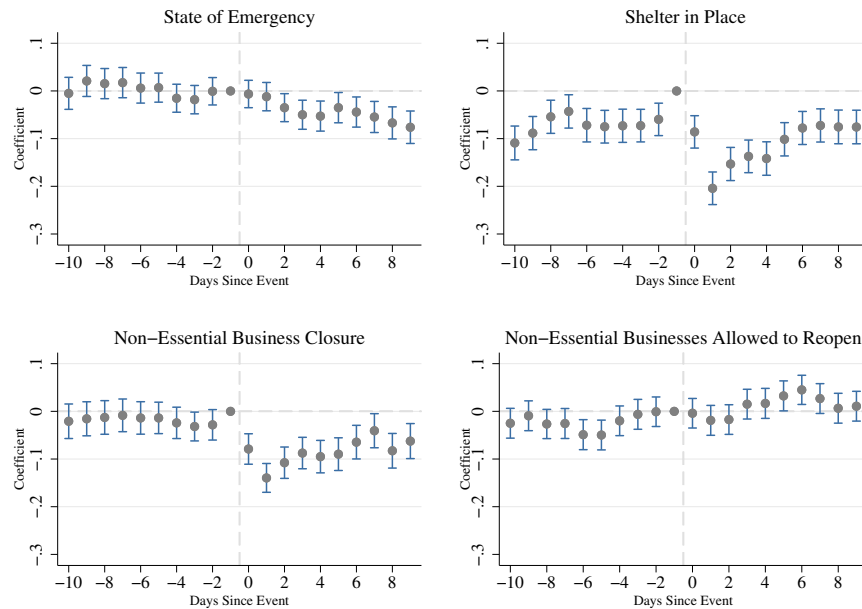 State of Emergency
.1
0
−.1
−.2
−.3
Coefficient
−10 −8 −6 −4 −2 0 2 4 6 8
Days Since Event
Shelter in Place
.1
0
−.1
−.2
−.3
Coefficient
−10 −8 −6 −4 −2 0 2 4 6 8
Days Since Event
Non−Essential Business Closure
.1
0
−.1
−.2
−.3
Coefficient
−10 −8 −6 −4 −2 0 2 4 6 8
Days Since Event
Non−Essential Businesses Allowed to Reopen
.1
0
−.1
−.2
−.3
Coefficient
−10 −8 −6 −4 −2 0 2 4 6 8
Days Since Event